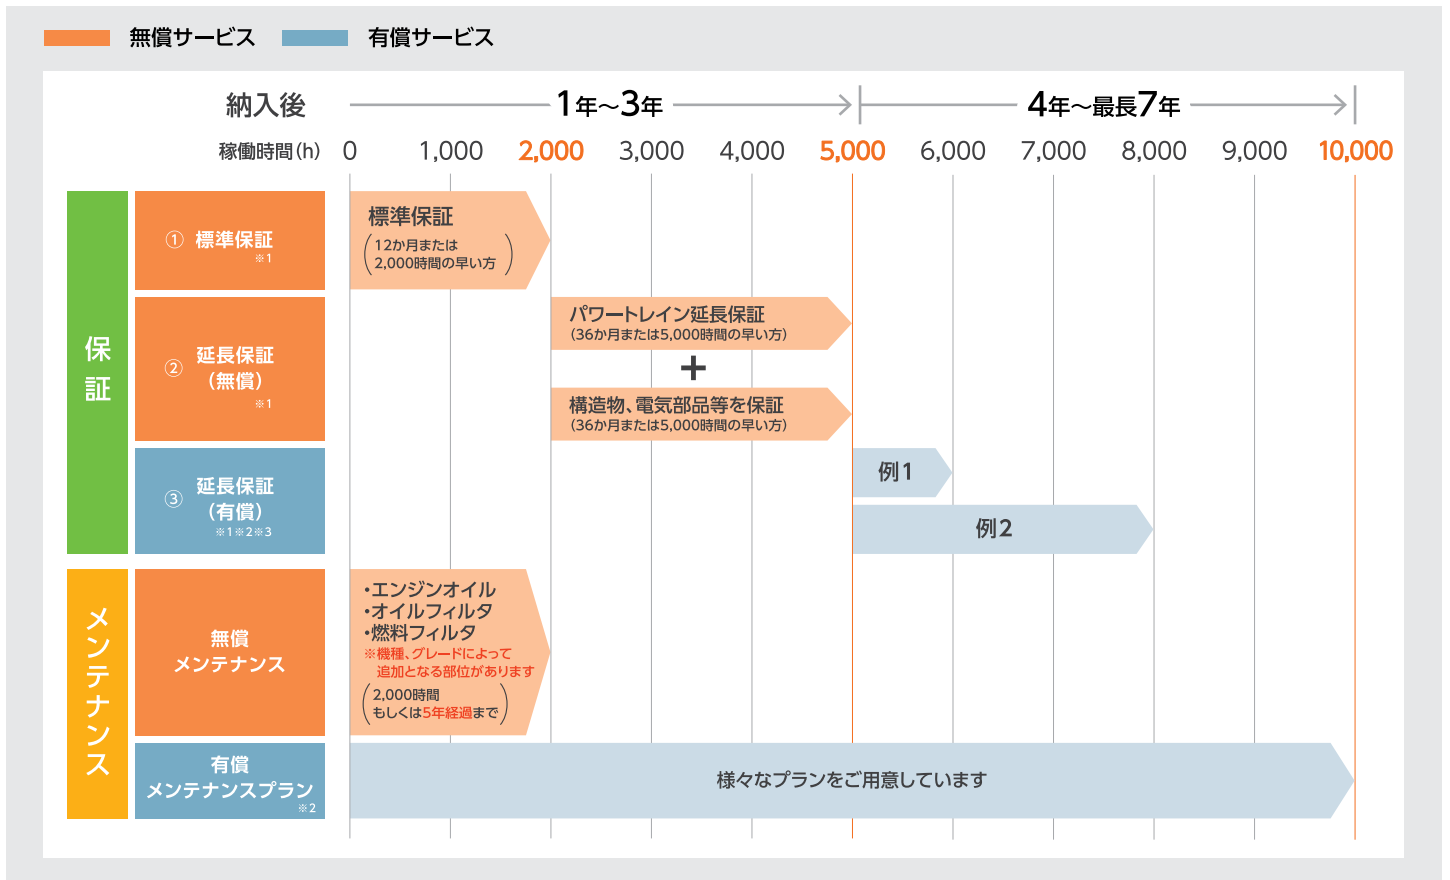 無償サービス
有償サービス
納入後
1年～3年
4年～最長7年
稼働時間(h)
0
1,000
2,000
3,000
4,000
5,000
6,000
7,000
8,000
9,000
10,000
保証
① 標準保証
※1
標準保証
(12か月または
2,000時間の早い方)
② 延長保証
(無償)
※1
パワートレイン延長保証
(36か月または5,000時間の早い方)
+
構造物、電気部品等を保証
(36か月または5,000時間の早い方)
③ 延長保証
(有償)
※1※2※3
例1
例2
メンテナンス
無償
メンテナンス
・エンジンオイル
・オイルフィルタ
・燃料フィルタ
※機種、グレードによって
追加となる部位があります
(2,000時間
もしくは5年経過まで)
有償
メンテナンスプラン
※2
様々なプランをご用意しています